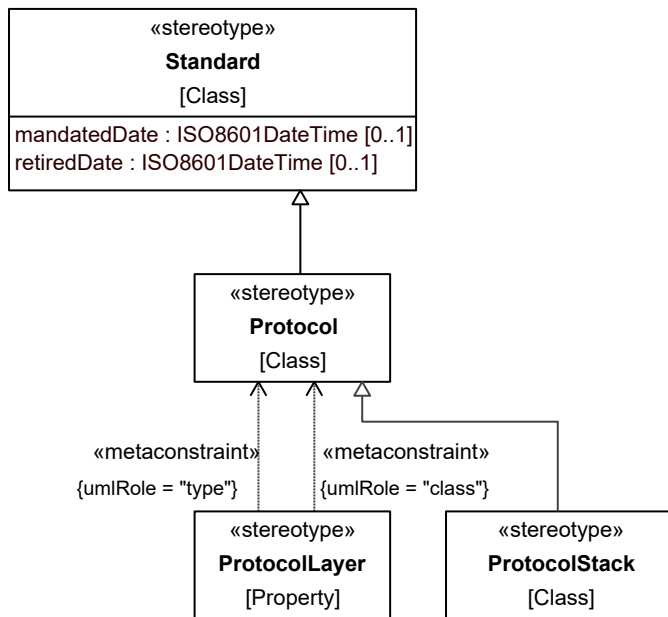 «stereotype»
Standard
[Class]
mandatedDate : ISO8601DateTime [0..1]
retiredDate : ISO8601DateTime [0..1]
«stereotype»
Protocol
[Class]
«metaconstraint»
{umlRole = "type"}
«metaconstraint»
{umlRole = "class"}
«stereotype»
ProtocolLayer
[Property]
«stereotype»
ProtocolStack
[Class]